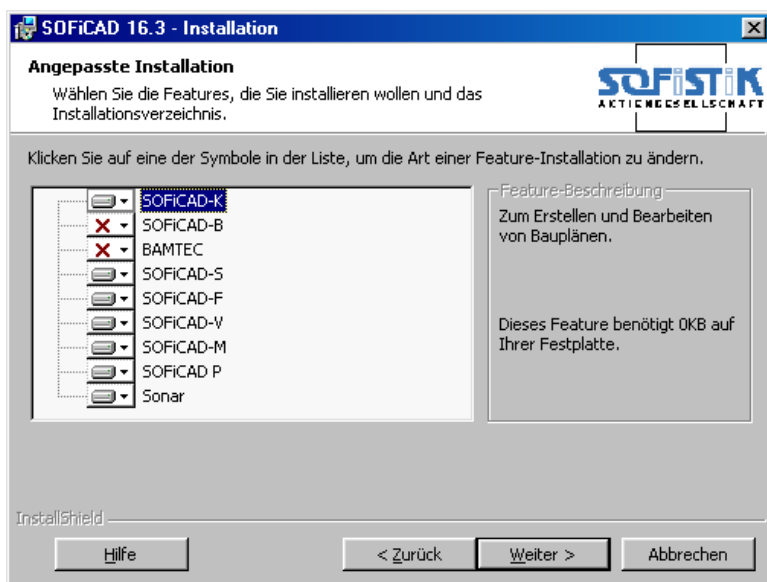 SOFiCAD 16.3 - Installation
Angepasste Installation
Wählen Sie die Features, die Sie installieren wollen und das
Installationsverzeichnis.
SOFiSTiK
AKTIENGESELLSCHAFT
Klicken Sie auf eine der Symbole in der Liste, um die Art einer Feature-Installation zu ändern.
SOFiCAD-K
SOFiCAD-B
BAMTEC
SOFiCAD-S
SOFiCAD-F
SOFiCAD-V
SOFiCAD-M
SOFiCAD P
Sonar
Feature-Beschreibung
Zum Erstellen und Bearbeiten
von Bauplänen.
Dieses Feature benötigt 0KB auf
Ihrer Festplatte.
InstallShield
Hilfe
< Zurück
Weiter >
Abbrechen